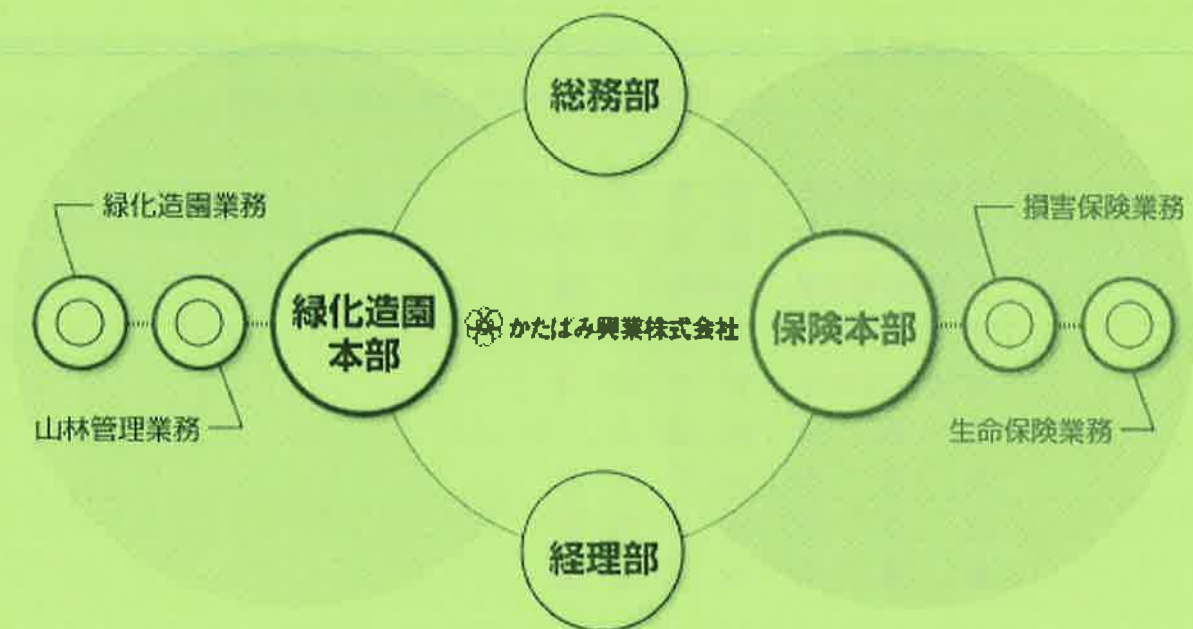 総務部
緑化造園業務
損害保険業務
緑化造園
本部
かたばみ興業株式会社
保険本部
山林管理業務
生命保険業務
経理部